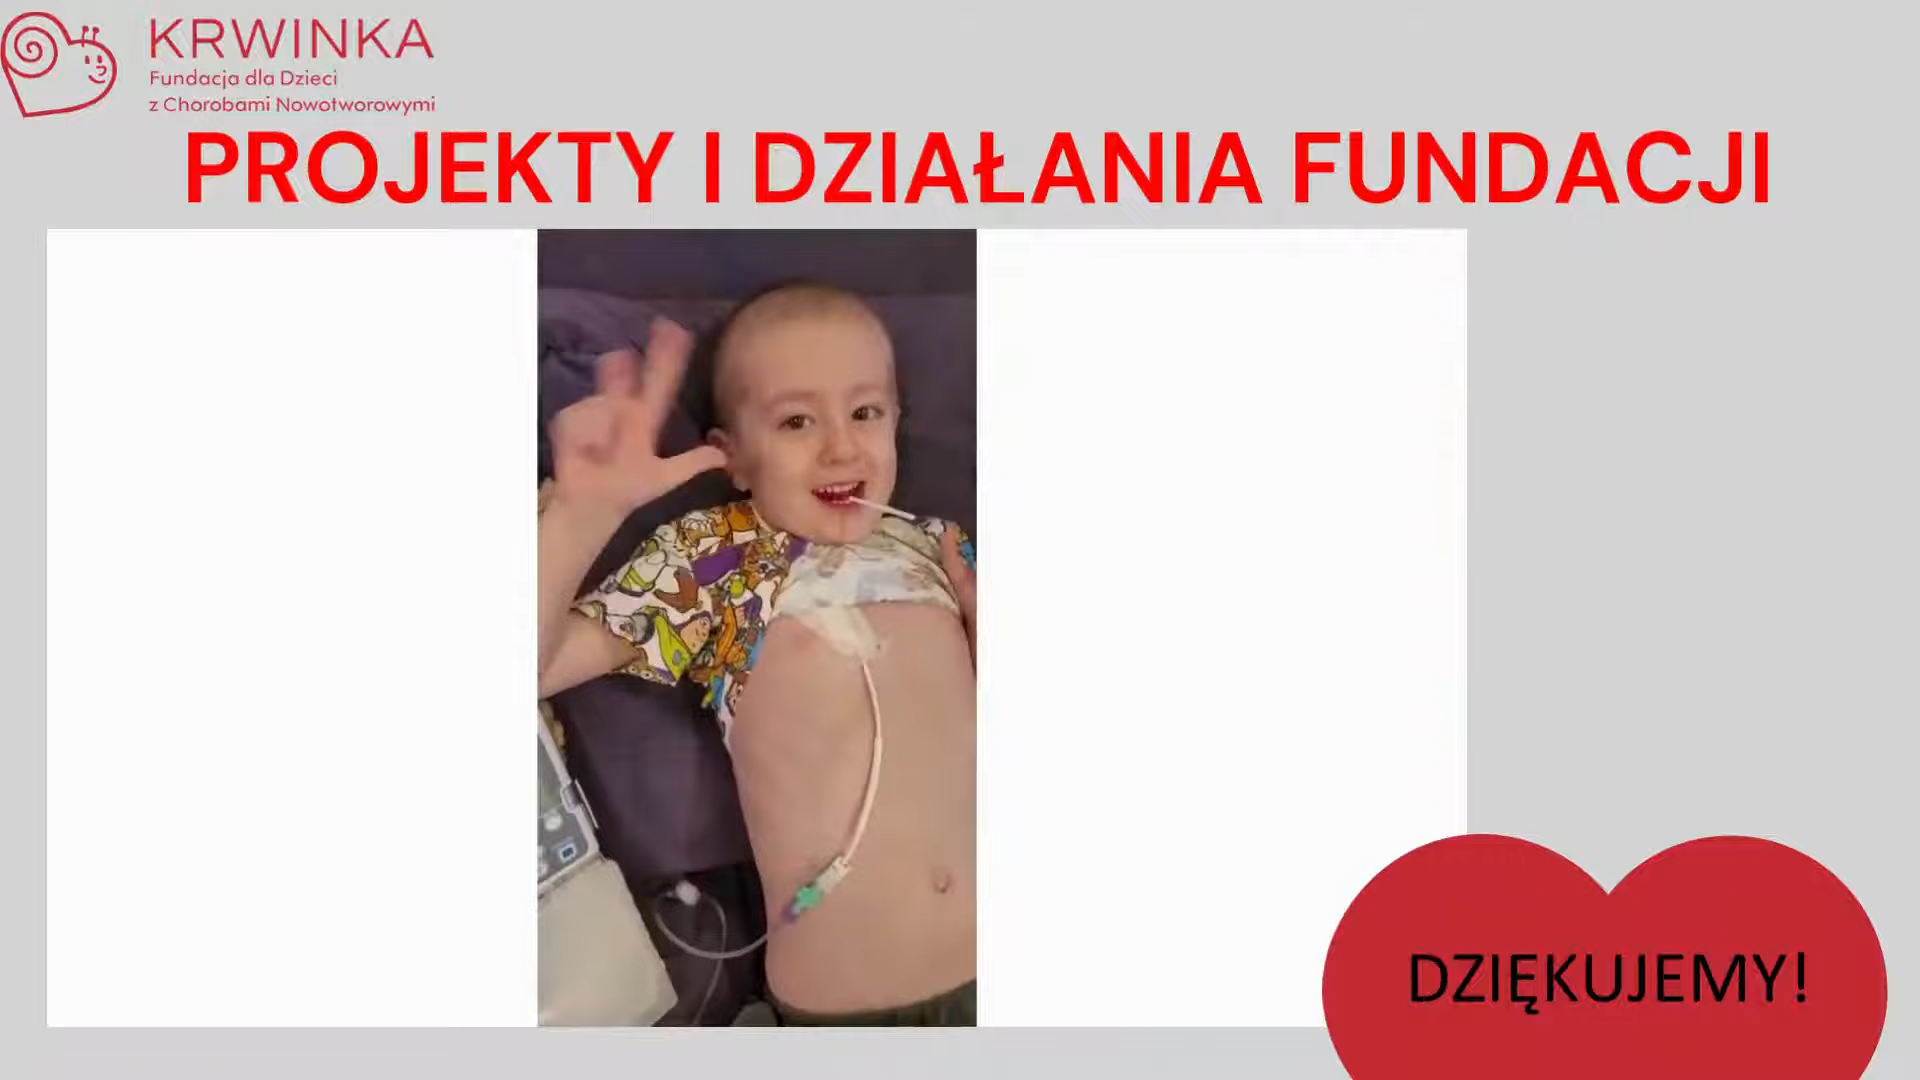 KRWINKA
Fundacja dla Dzieci
z Chorobami Nowotworowymi
PROJEKTY I DZIAŁANIA FUNDACJI
DZIĘKUJEMY!